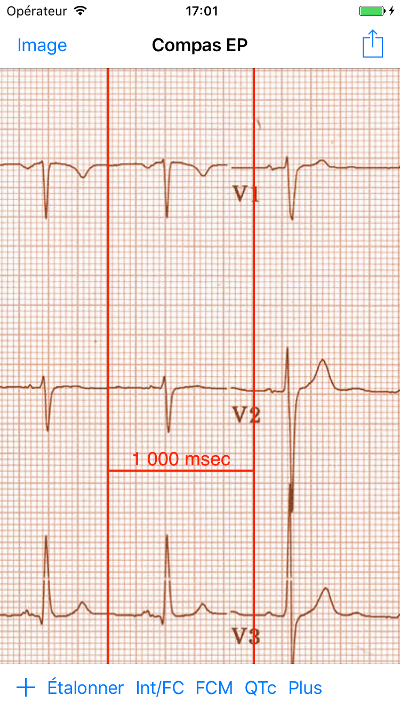 Opérateur 17:01
Image Compas EP
V1
V2
1 000 msec
V3
+ Étalonner Int/FC FCM QTc Plus